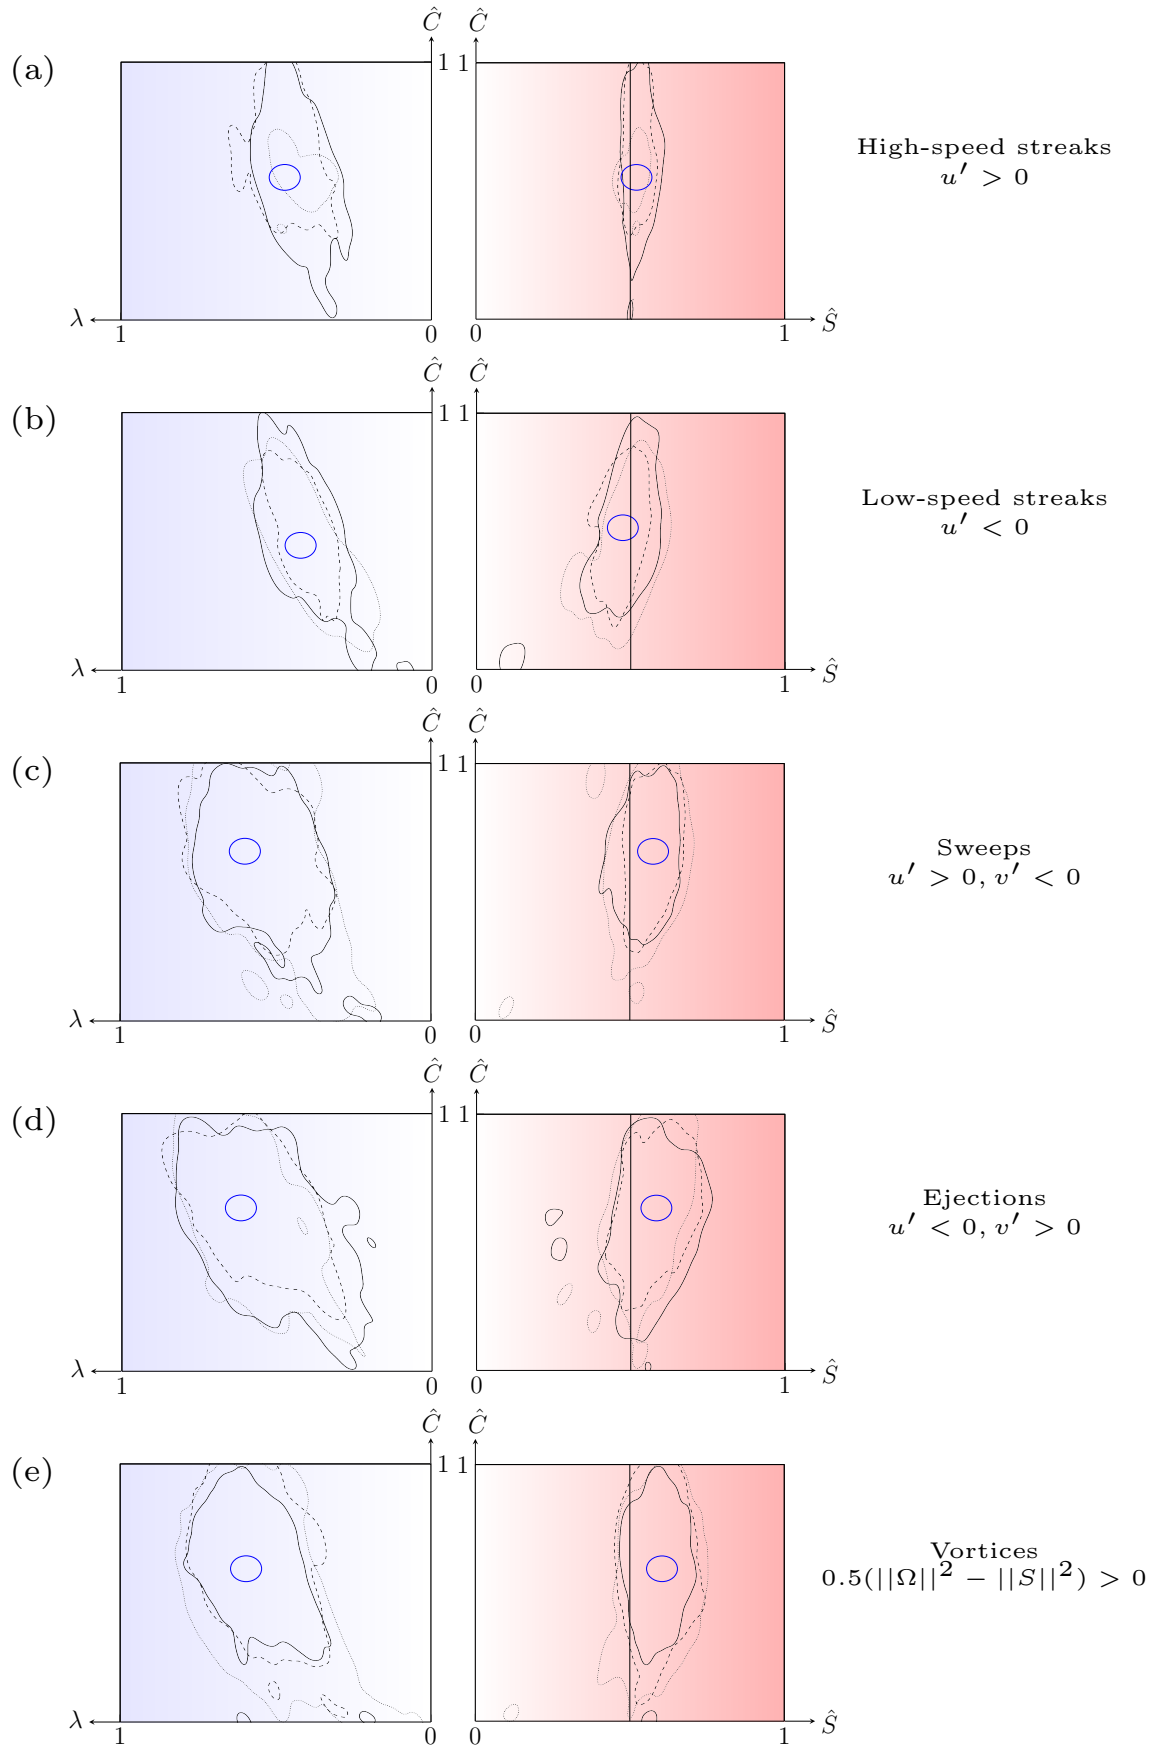 (a)
Ĉ
Ĉ
1 1
λ
1
0
0
1
Ŝ
High-speed streaks
u′ > 0
(b)
Ĉ
Ĉ
1 1
λ
1
0
0
1
Ŝ
Low-speed streaks
u′ < 0
(c)
Ĉ
Ĉ
1 1
λ
1
0
0
1
Ŝ
Sweeps
u′ > 0, v′ < 0
(d)
Ĉ
Ĉ
1 1
λ
1
0
0
1
Ŝ
Ejections
u′ < 0, v′ > 0
(e)
Ĉ
Ĉ
1 1
λ
1
0
0
1
Ŝ
Vortices
0.5(||Ω||² − ||S||²) > 0